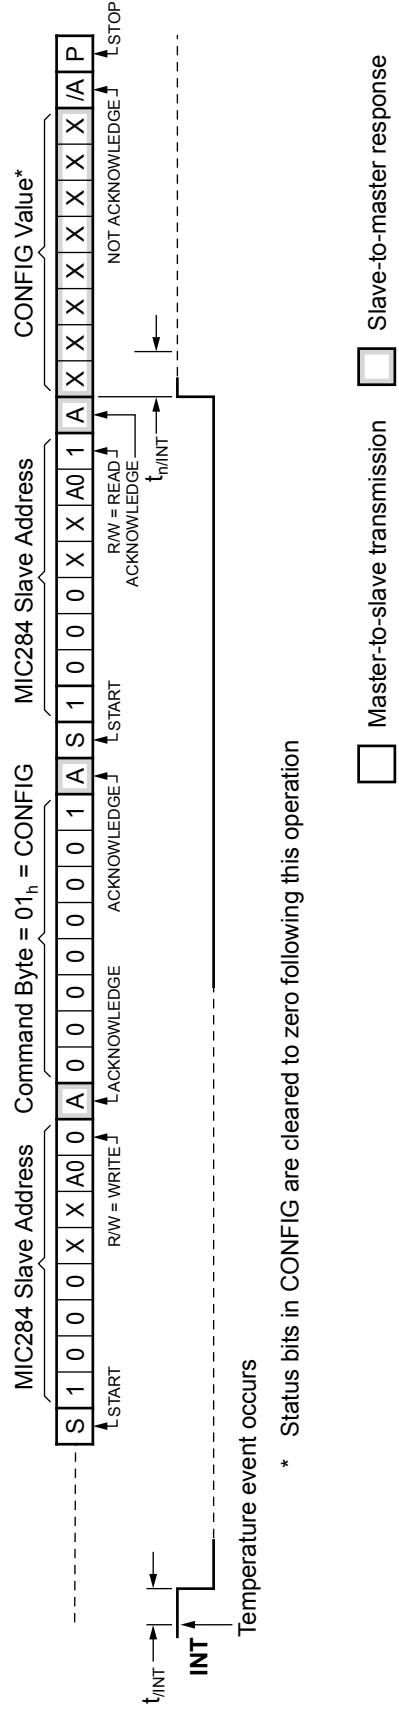 MIC284 Slave Address Command Byte = 01h = CONFIG MIC284 Slave Address CONFIG Value*
S 1 0 0 0 X X A0 0 A 0 0 0 0 0 0 0 1 A S 1 0 0 0 X X A0 1 A X X X X X X X X /A P
START R/W = WRITE ACKNOWLEDGE ACKNOWLEDGE START R/W = READ NOT ACKNOWLEDGE STOP
ACKNOWLEDGE
t/INT tn/INT
INT
Temperature event occurs
* Status bits in CONFIG are cleared to zero following this operation
Master-to-slave transmission Slave-to-master response